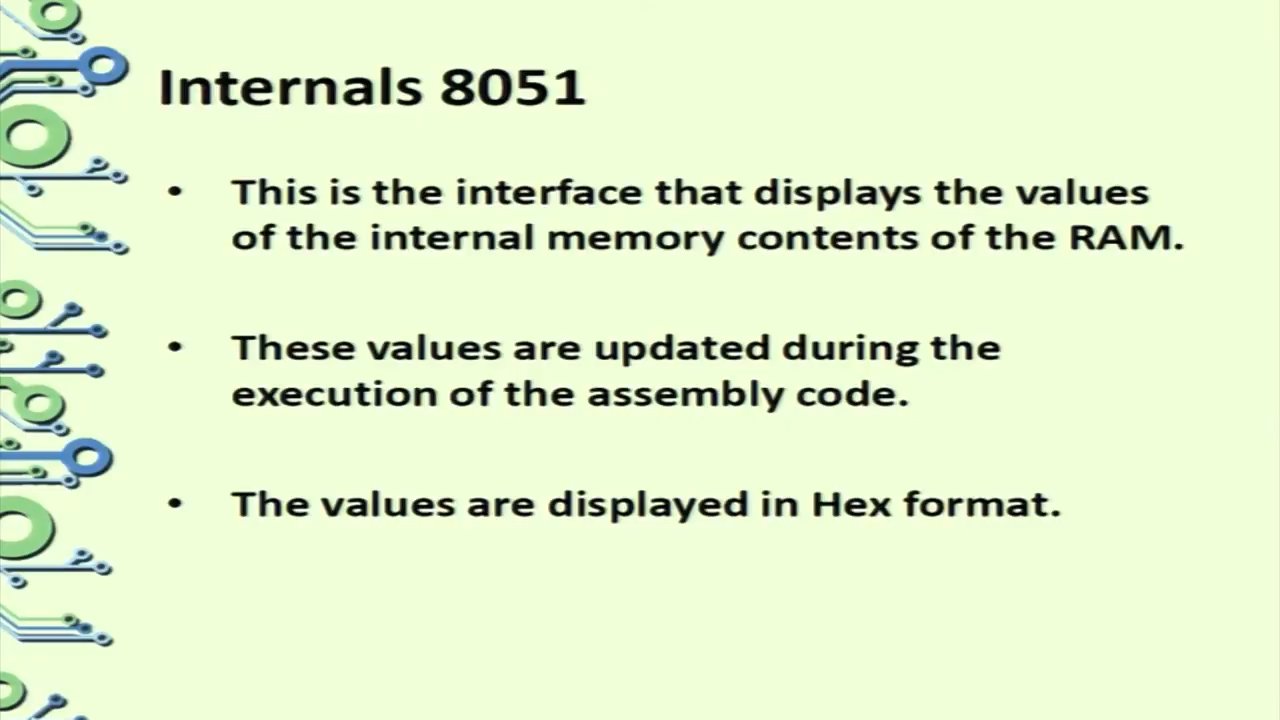 Internals 8051
• This is the interface that displays the values
of the internal memory contents of the RAM.
• These values are updated during the
execution of the assembly code.
• The values are displayed in Hex format.